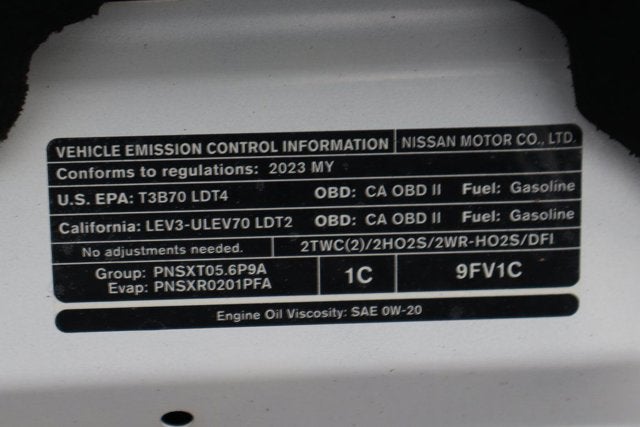 VEHICLE EMISSION CONTROL INFORMATION NISSAN MOTOR CO., LTD.
Conforms to regulations: 2023 MY
U.S. EPA: T3B70 LDT4 OBD: CA OBD II Fuel: Gasoline
California: LEV3-ULEV70 LDT2 OBD: CA OBD II Fuel: Gasoline
No adjustments needed. 2TWC(2)/2HO2S/2WR-HO2S/DFI
Group: PNSXT05.6P9A
Evap: PNSXR0201PFA
1C 9FV1C
Engine Oil Viscosity: SAE 0W-20